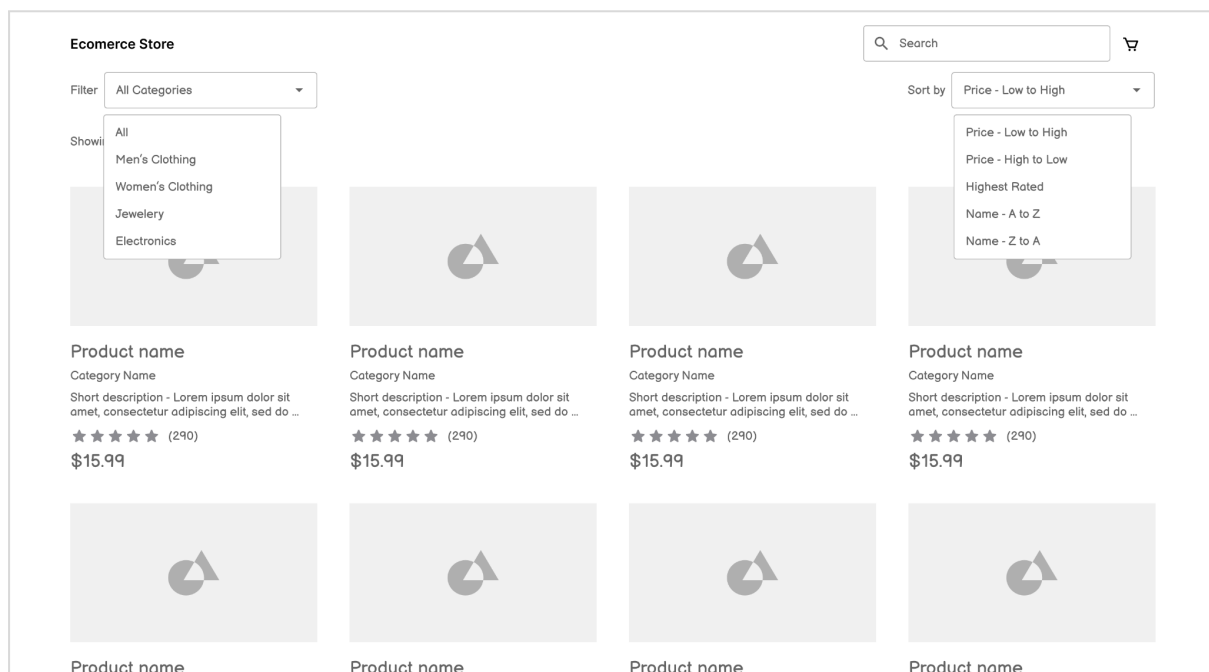 Ecomerce Store
Search
Filter
All Categories
Sort by
Price - Low to High
All
Men's Clothing
Women's Clothing
Jewelery
Electronics
Price - Low to High
Price - High to Low
Highest Rated
Name - A to Z
Name - Z to A
Product name
Category Name
Short description - Lorem ipsum dolor sit
amet, consectetur adipiscing elit, sed do ...
(290)
$15.99
Product name
Category Name
Short description - Lorem ipsum dolor sit
amet, consectetur adipiscing elit, sed do ...
(290)
$15.99
Product name
Category Name
Short description - Lorem ipsum dolor sit
amet, consectetur adipiscing elit, sed do ...
(290)
$15.99
Product name
Category Name
Short description - Lorem ipsum dolor sit
amet, consectetur adipiscing elit, sed do ...
(290)
$15.99
Product name
Product name
Product name
Product name